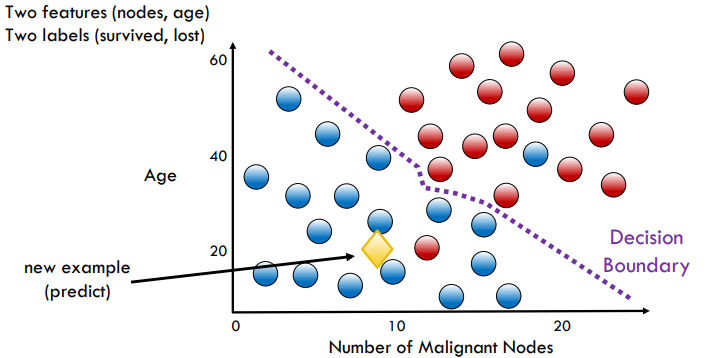 Two features (nodes, age)
Two labels (survived, lost)
60
40
Age
20
new example
(predict)
Decision
Boundary
0
10
20
Number of Malignant Nodes